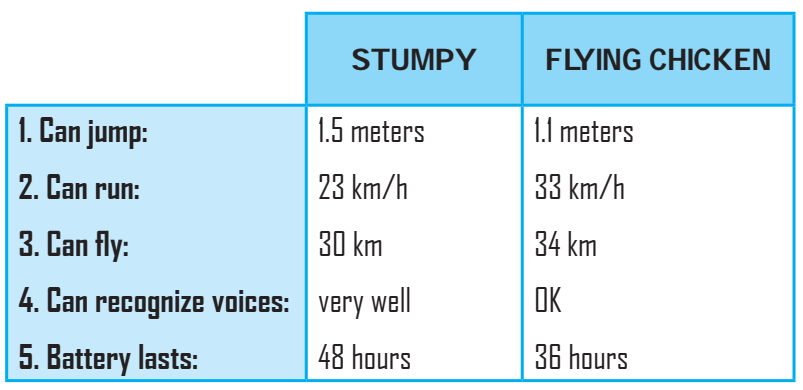 STUMPY FLYING CHICKEN
1. Can jump: 1.5 meters 1.1 meters
2. Can run: 23 km/h 33 km/h
3. Can fly: 30 km 34 km
4. Can recognize voices: very well OK
5. Battery lasts: 48 hours 36 hours